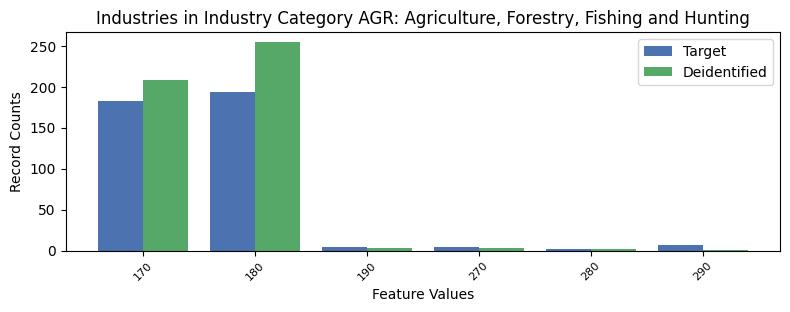 Industries in Industry Category AGR: Agriculture, Forestry, Fishing and Hunting
Target
Deidentified
Record Counts
250
200
150
100
50
0
170 180 190 270 280 290
Feature Values